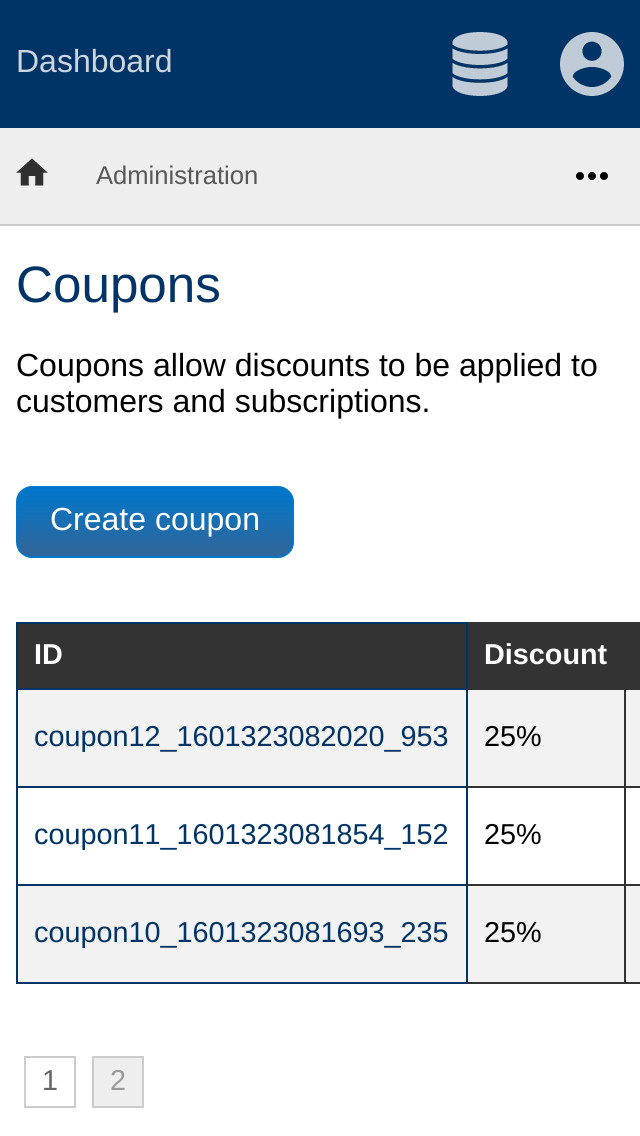 Dashboard
Administration
Coupons
Coupons allow discounts to be applied to
customers and subscriptions.
Create coupon
ID Discount
coupon12_1601323082020_953 25%
coupon11_1601323081854_152 25%
coupon10_1601323081693_235 25%
1 2